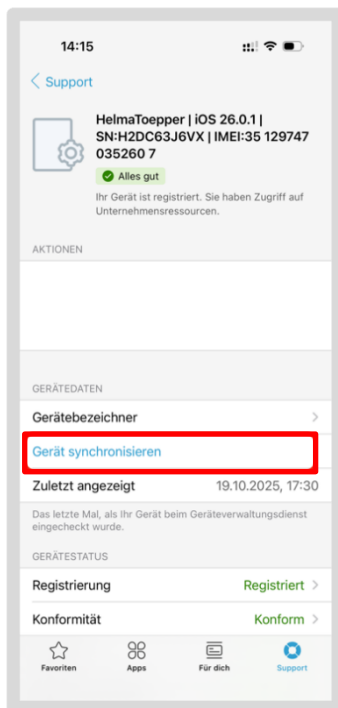 14:15
Support
HelmaToepper | iOS 26.0.1 |
SN:H2DC63J6VX | IMEI:35 129747
035260 7
Alles gut
Ihr Gerät ist registriert. Sie haben Zugriff auf
Unternehmensressourcen.
AKTIONEN
GERÄTEDATEN
Gerätebezeichner
Gerät synchronisieren
Zuletzt angezeigt 19.10.2025, 17:30
Das letzte Mal, als Ihr Gerät beim Geräteverwaltungsdienst
eingecheckt wurde.
GERÄTESTATUS
Registrierung Registriert
Konformität Konform
Favoriten Apps Für dich Support